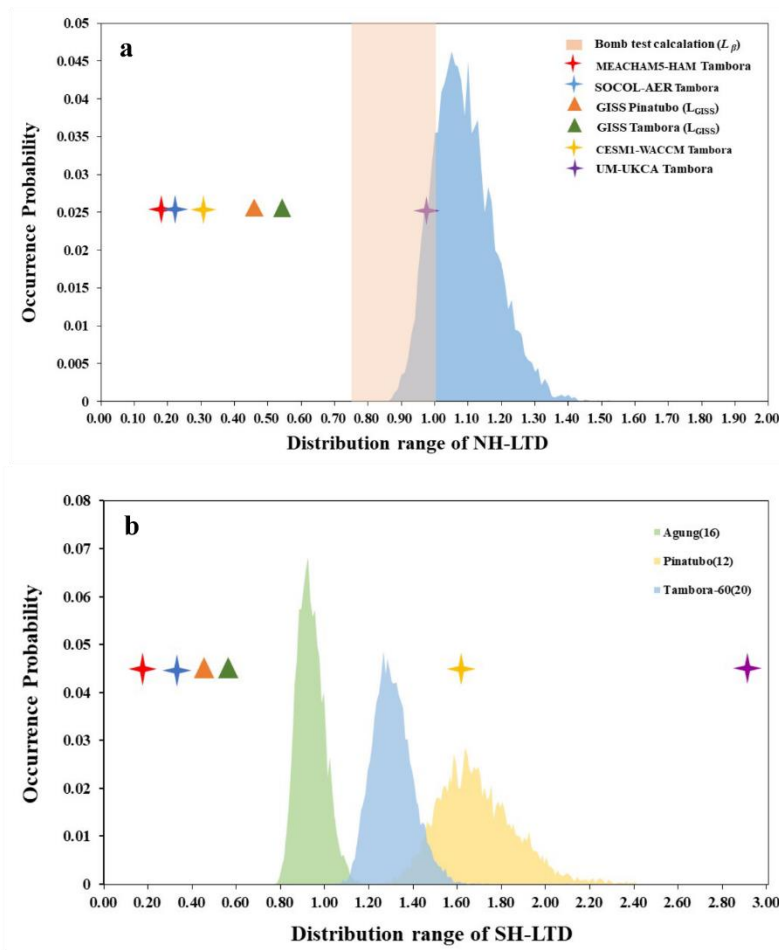 a
0.05
0.045
0.04
0.035
0.03
0.025
0.02
0.015
0.01
0.005
0
Occurrence Probability
Bomb test calcalation (L β)
MEACHAM5-HAM Tambora
SOCOL-AER Tambora
GISS Pinatubo (LGISS)
GISS Tambora (LGISS)
CESM1-WACCM Tambora
UM-UKCA Tambora
0.00 0.10 0.20 0.30 0.40 0.50 0.60 0.70 0.80 0.90 1.00 1.10 1.20 1.30 1.40 1.50 1.60 1.70 1.80 1.90 2.00
Distribution range of NH-LTD
b
0.08
0.07
0.06
0.05
0.04
0.03
0.02
0.01
0
Occurrence Probability
Agung(16)
Pinatubo(12)
Tambora-60(20)
0.00 0.20 0.40 0.60 0.80 1.00 1.20 1.40 1.60 1.80 2.00 2.20 2.40 2.60 2.80 3.00
Distribution range of SH-LTD